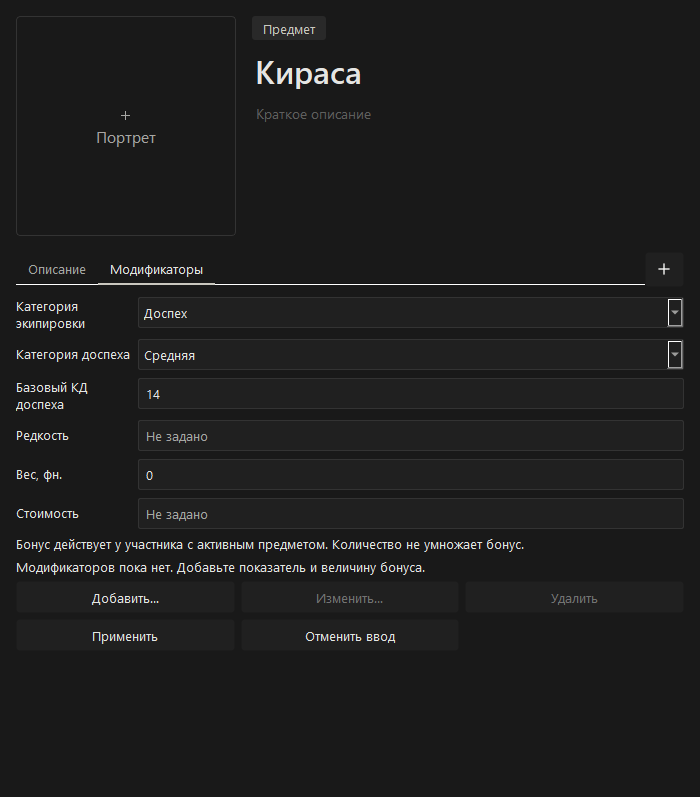 Предмет
Кираса
Краткое описание
+
Портрет
Описание
Модификаторы
+
Категория
экипировки
Доспех
Категория доспеха
Средняя
Базовый КД
доспеха
14
Редкость
Не задано
Вес, фн.
0
Стоимость
Не задано
Бонус действует у участника с активным предметом. Количество не умножает бонус.
Модификаторов пока нет. Добавьте показатель и величину бонуса.
Добавить...
Изменить...
Удалить
Применить
Отменить ввод